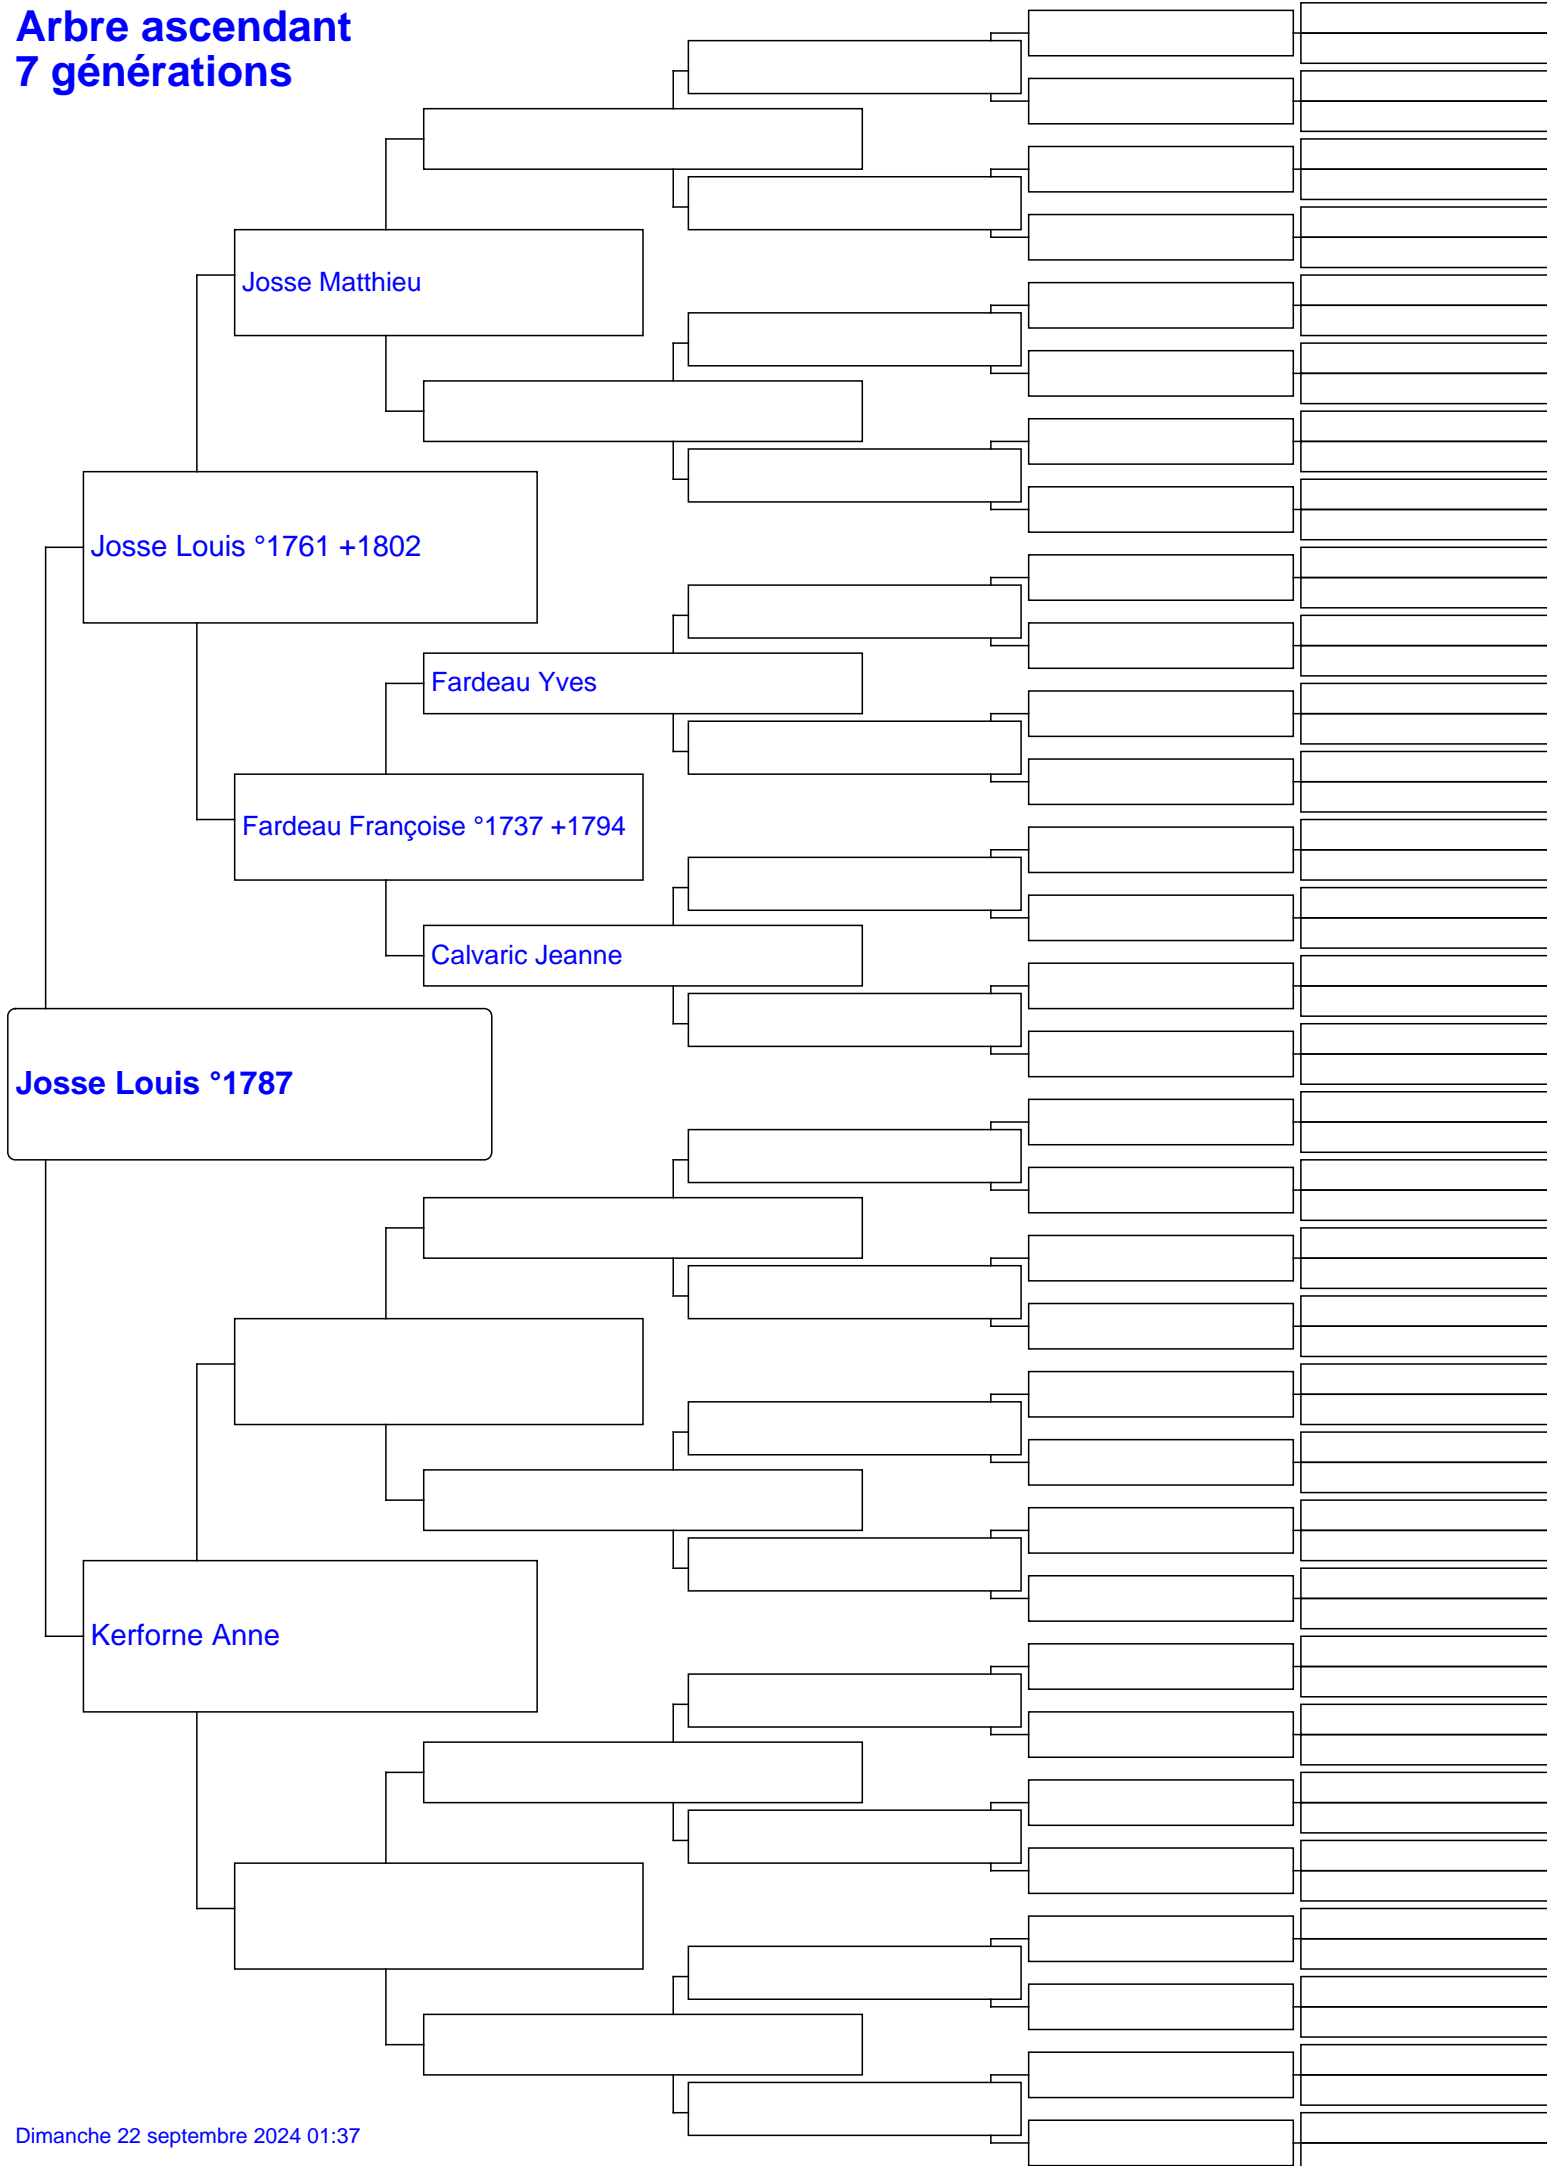 Arbre ascendant
7 générations
Josse Matthieu
Josse Louis °1761 +1802
Fardeau Yves
Fardeau Françoise °1737 +1794
Calvaric Jeanne
Josse Louis °1787
Kerforne Anne
Dimanche 22 septembre 2024 01:37